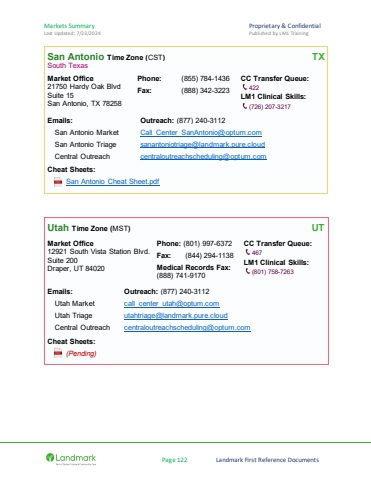 Markets Summary
Proprietary & Confidential
Last Updated: 7/23/2024
Published by LML Training
San Antonio Time Zone (CST)
TX
South Texas
Market Office
21750 Hardy Oak Blvd
Suite 15
San Antonio, TX 78258
Phone: (855) 784-1436
Fax: (888) 342-3223
CC Transfer Queue:
422
LM1 Clinical Skills:
(726) 207-3217
Emails:
Outreach: (877) 240-3112
San Antonio Market
Call_Center_SanAntonio@optum.com
San Antonio Triage
sanantoniotriage@landmark.pure.cloud
Central Outreach
centraloutreachscheduling@optum.com
Cheat Sheets:
San Antonio Cheat Sheet.pdf
Utah Time Zone (MST)
UT
Market Office
12921 South Vista Station Blvd.
Suite 200
Draper, UT 84020
Phone: (801) 997-6372
Fax: (844) 294-1138
Medical Records Fax:
(888) 741-9170
CC Transfer Queue:
467
LM1 Clinical Skills:
(801) 758-7263
Emails:
Outreach: (877) 240-3112
Utah Market
call_center_utah@optum.com
Utah Triage
utahtriage@landmark.pure.cloud
Central Outreach
centraloutreachscheduling@optum.com
Cheat Sheets:
(Pending)
Landmark
Page 122
Landmark First Reference Documents